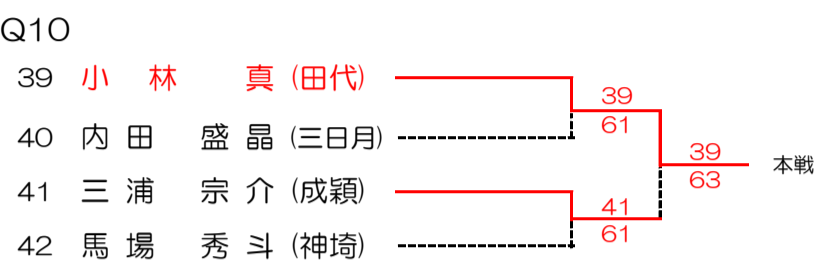 Q10
39 小 林 真 (田代)
40 内 田 盛 晶 (三日月)
41 三 浦 宗 介 (成穎)
42 馬 場 秀 斗 (神埼)
39
61
41
61
39
63
本戦